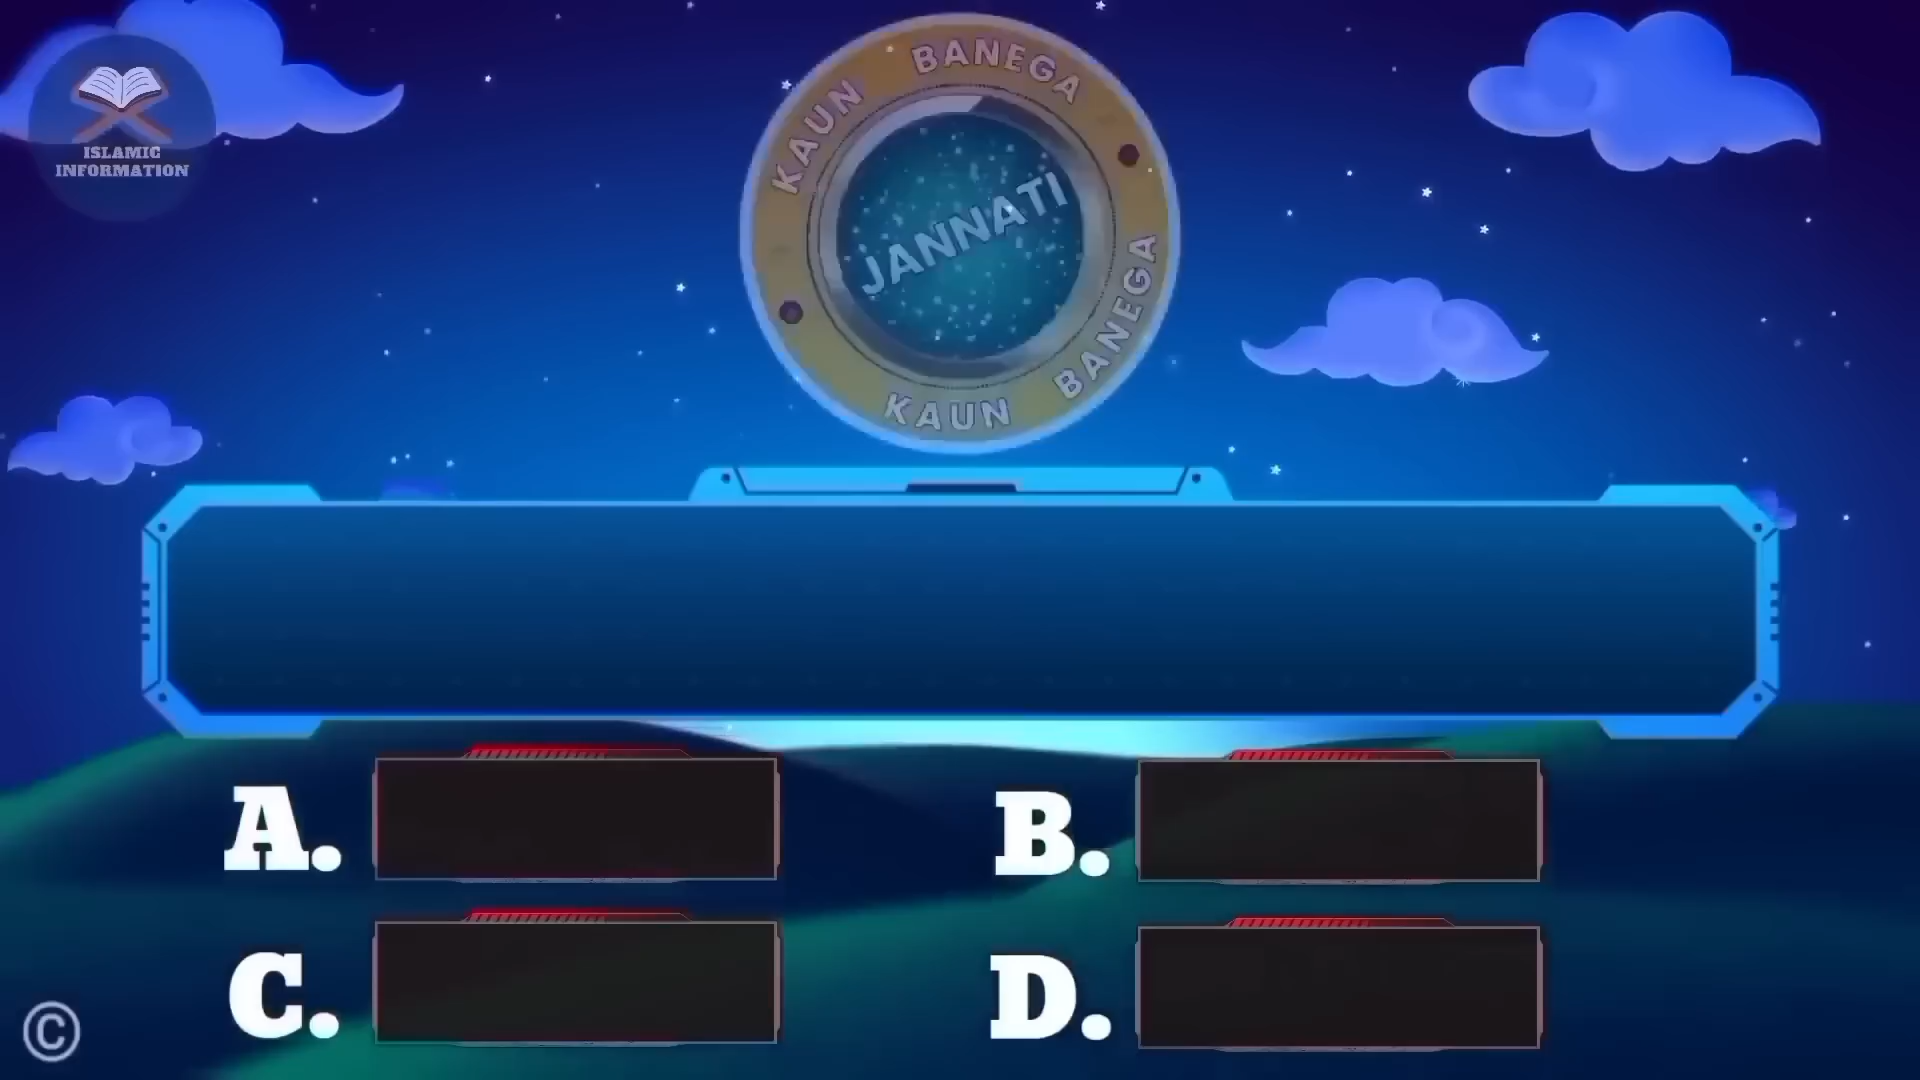 ISLAMIC
INFORMATION
KAUN BANEGA
JANNATI
KAUN BANEGA
A.
B.
C.
D.
©